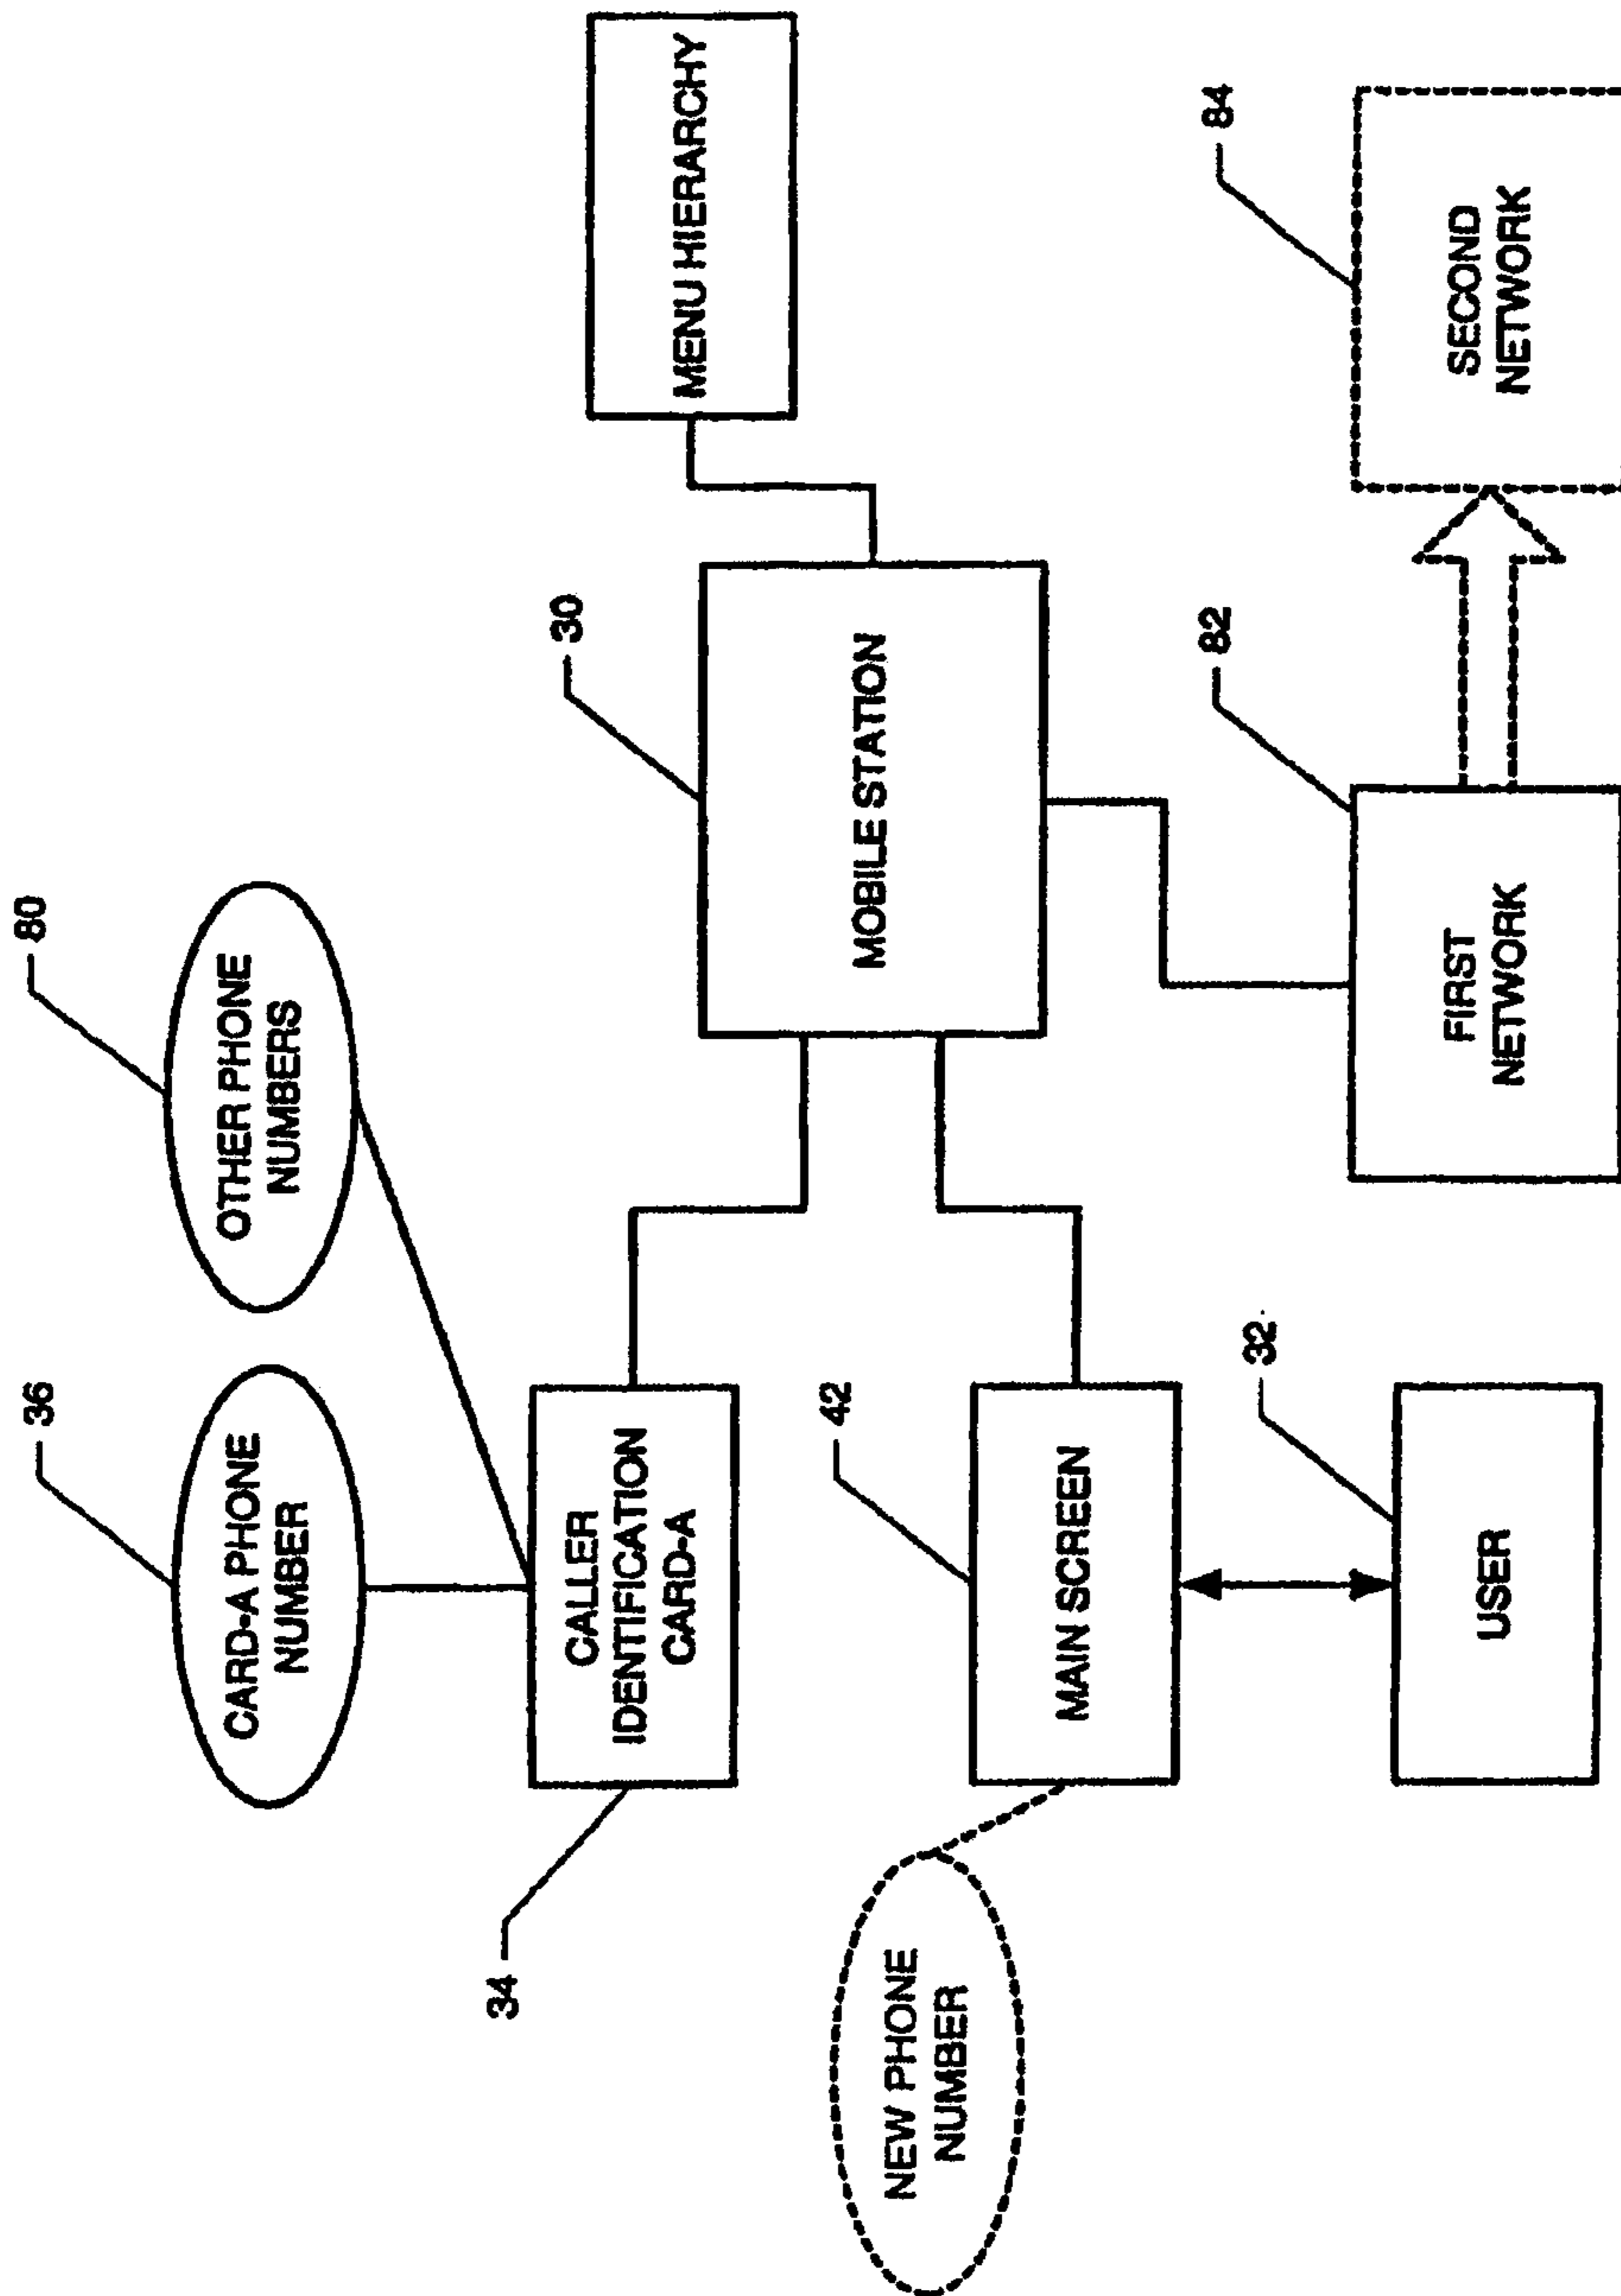 36
CARD-A PHONE
NUMBER
80
OTHER PHONE
NUMBERS
34
CALLER
IDENTIFICATION
CARD-A
30
MOBILE STATION
MENU HIERARCHY
NEW PHONE
NUMBER
42
MAIN SCREEN
32
USER
82
FIRST
NETWORK
84
SECOND
NETWORK